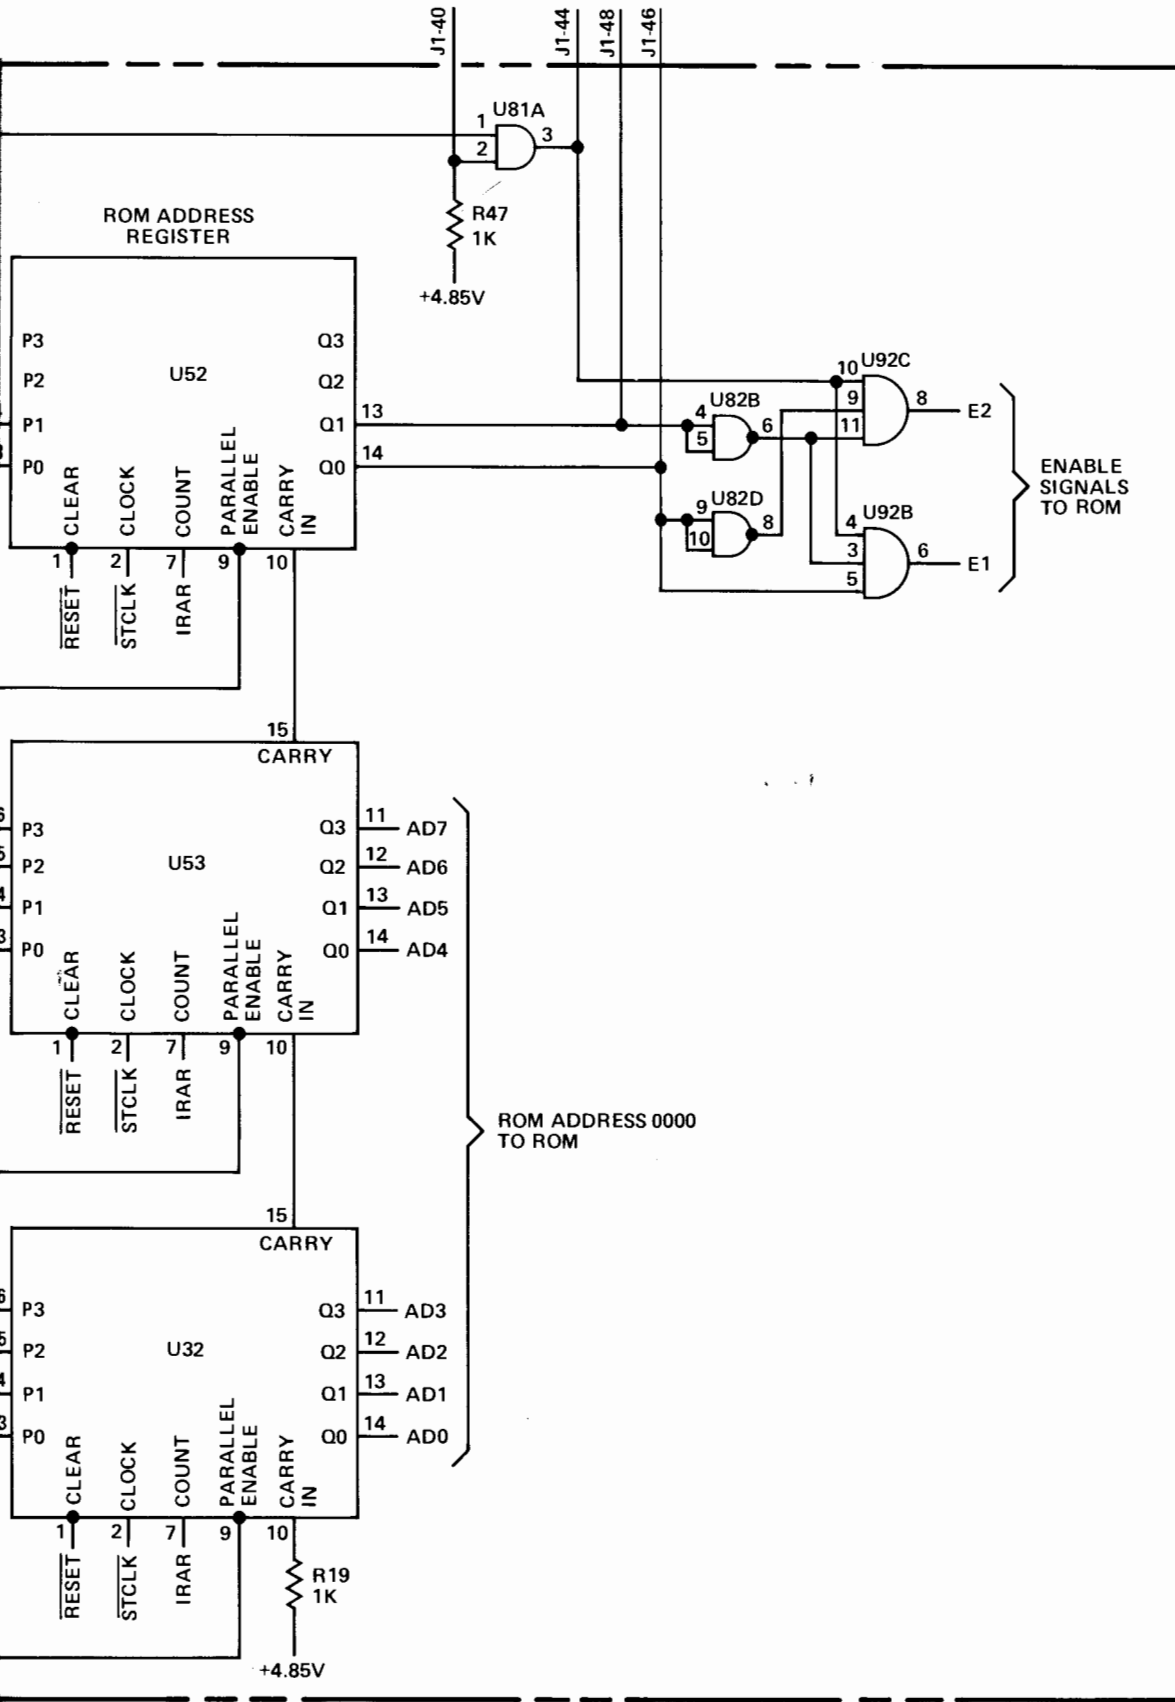 J1-40
J1-44
J1-48
J1-46
U81A
1
2
3
R47
1K
+4.85V
ROM ADDRESS
REGISTER
P3
P2
P1
P0
U52
Q3
Q2
Q1 13
Q0 14
CLEAR
CLOCK
COUNT
PARALLEL
ENABLE
CARRY
IN
1 2 7 9 10
RESET
STCLK
IRAR
U82B
4
5
6
U82D
9
10
8
U92C
10
9
11
8
E2
U92B
4
3
5
6
E1
ENABLE
SIGNALS
TO ROM
15
CARRY
P3
P2
P1
P0
U53
Q3 11 AD7
Q2 12 AD6
Q1 13 AD5
Q0 14 AD4
CLEAR
CLOCK
COUNT
PARALLEL
ENABLE
CARRY
IN
1 2 7 9 10
RESET
STCLK
IRAR
ROM ADDRESS 0000
TO ROM
15
CARRY
P3
P2
P1
P0
U32
Q3 11 AD3
Q2 12 AD2
Q1 13 AD1
Q0 14 AD0
CLEAR
CLOCK
COUNT
PARALLEL
ENABLE
CARRY
IN
1 2 7 9 10
RESET
STCLK
IRAR
R19
1K
+4.85V